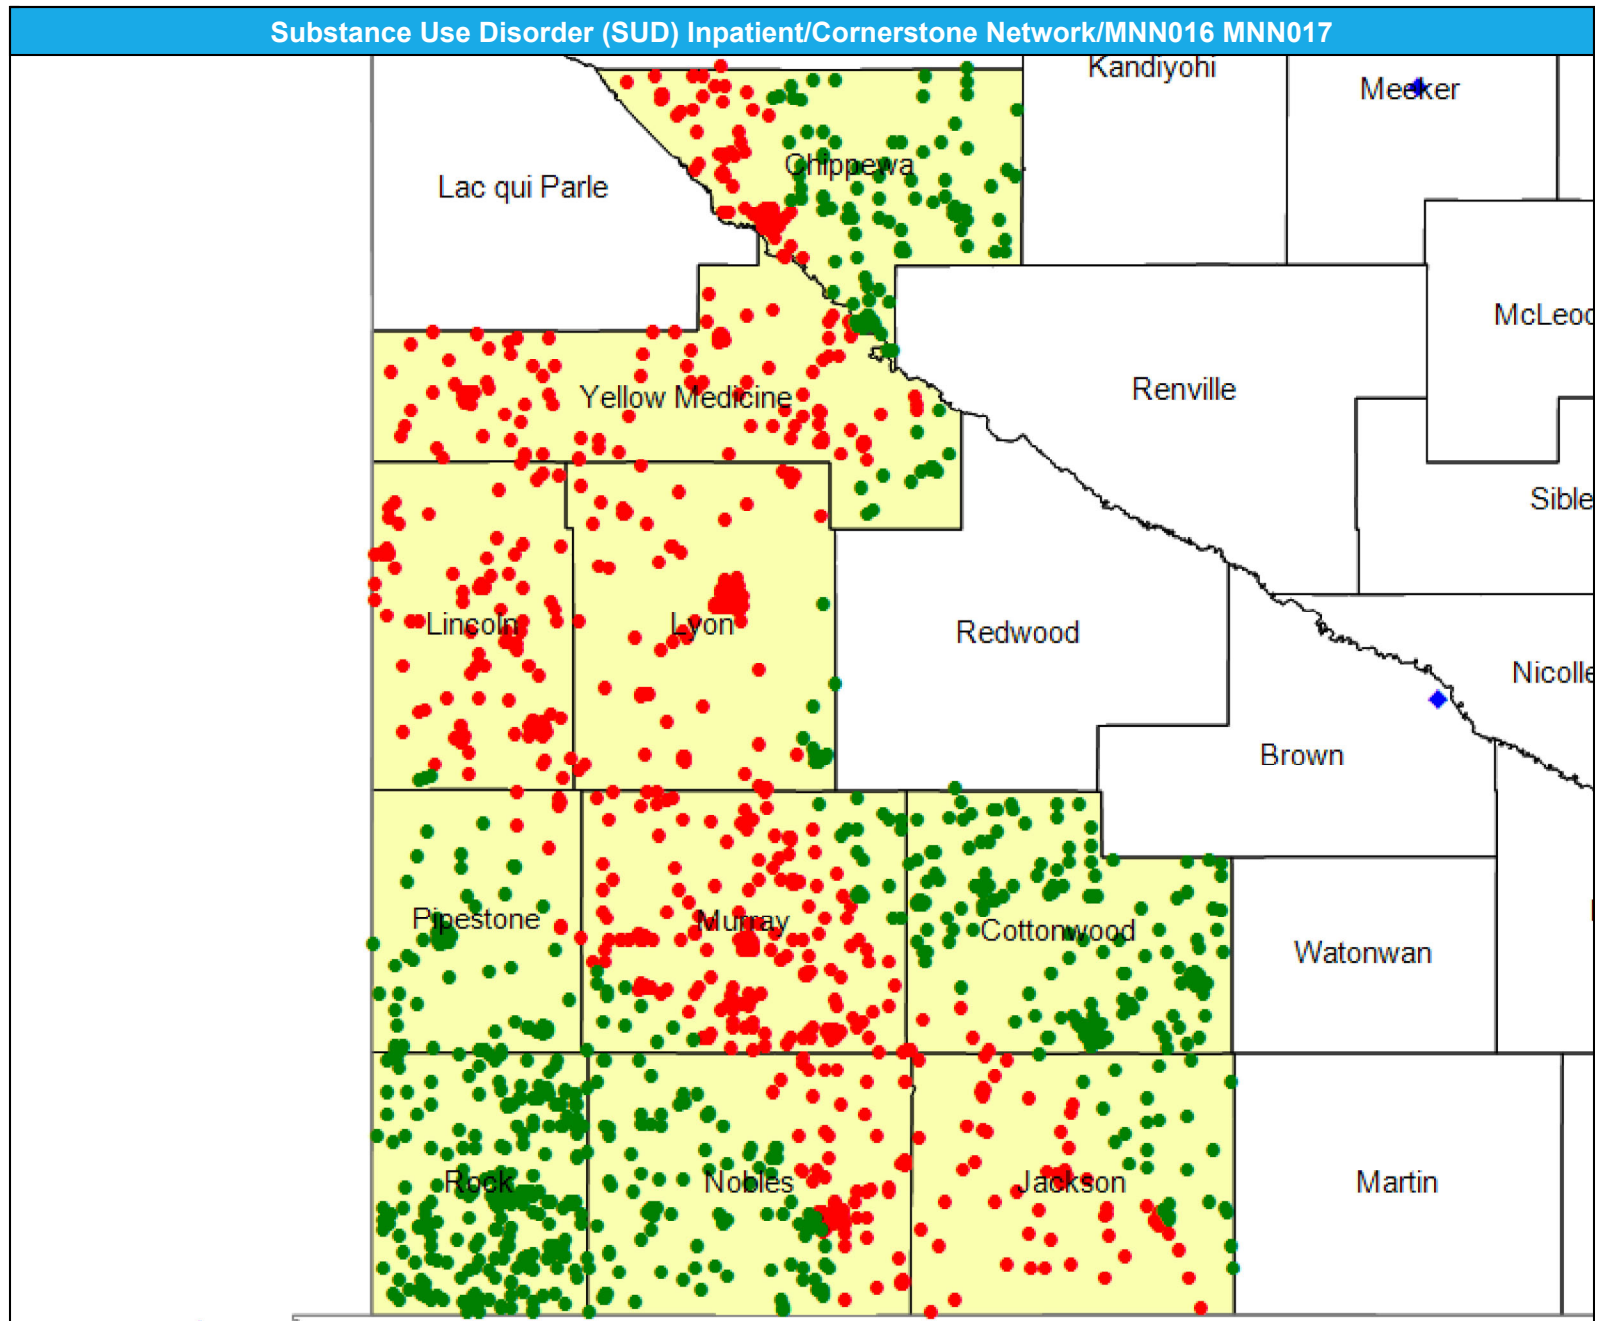 Substance Use Disorder (SUD) Inpatient/Cornerstone Network/MNN016 MNN017
Kandiyohi
Meeker
Chippewa
Lac qui Parle
McLeod
Renville
Yellow Medicine
Sible
Lincoln
Lyon
Redwood
Nicolle
Brown
Pipestone
Murray
Cottonwood
Watonwan
Rock
Nobles
Jackson
Martin